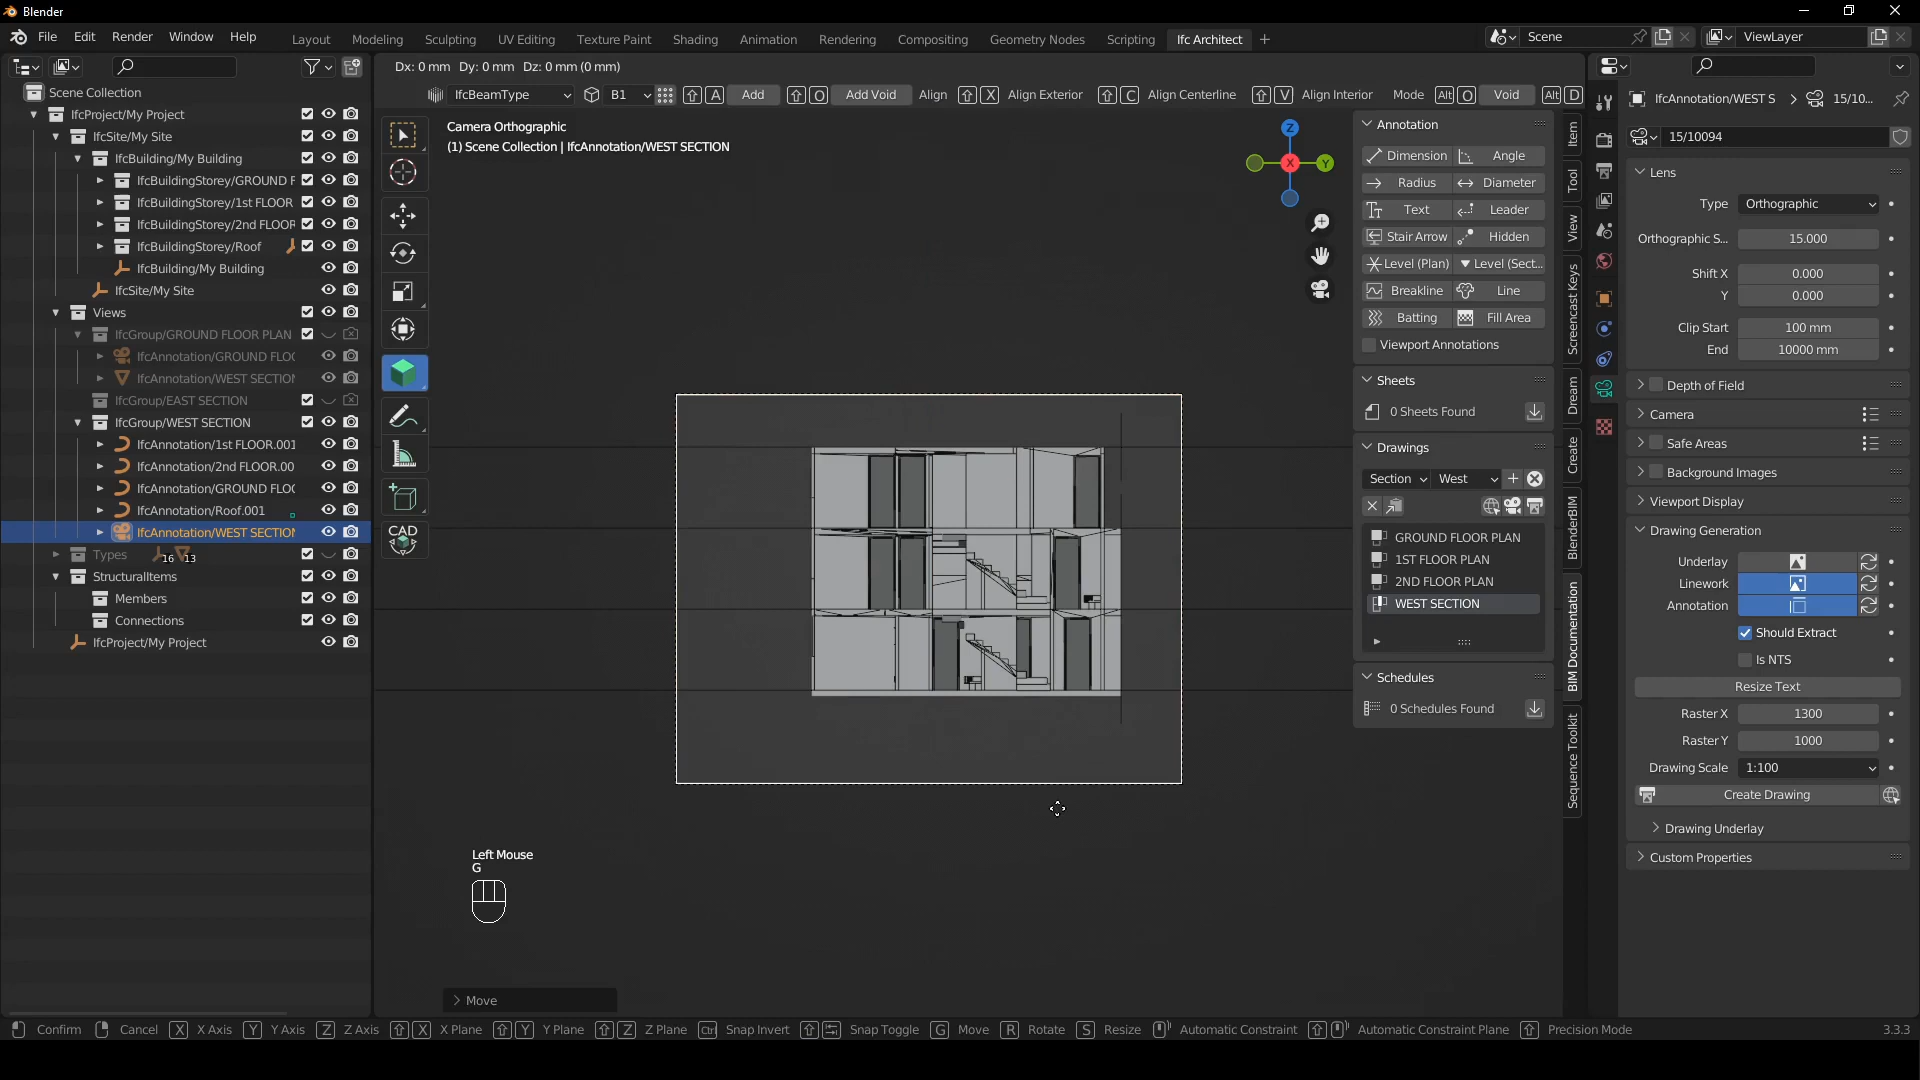 Blender
File Edit Render Window Help
Layout Modeling Sculpting UV Editing Texture Paint Shading Animation Rendering Compositing Geometry Nodes Scripting Ifc Architect
Scene
ViewLayer
Dx: 0 mm Dy: 0 mm Dz: 0 mm (0 mm)
IfcBeamType B1 A Add O Add Void Align X Align Exterior C Align Centerline V Align Interior Mode Alt O Void Alt D
Scene Collection
IfcProject/My Project
IfcSite/My Site
IfcBuilding/My Building
IfcBuildingStorey/GROUND F
IfcBuildingStorey/1st FLOOR
IfcBuildingStorey/2nd FLOOR
IfcBuildingStorey/Roof
IfcBuilding/My Building
IfcSite/My Site
Views
IfcGroup/GROUND FLOOR PLAN
IfcAnnotation/GROUND FLOO
IfcAnnotation/WEST SECTION
IfcGroup/EAST SECTION
IfcGroup/WEST SECTION
IfcAnnotation/1st FLOOR.001
IfcAnnotation/2nd FLOOR.00
IfcAnnotation/GROUND FLOO
IfcAnnotation/Roof.001
IfcAnnotation/WEST SECTION
Types 16 13
StructuralItems
Members
Connections
IfcProject/My Project
Camera Orthographic
(1) Scene Collection | IfcAnnotation/WEST SECTION
Z
X
Y
Left Mouse
G
Move
Annotation
Dimension Angle
Radius Diameter
Text Leader
Stair Arrow Hidden
Level (Plan) Level (Sect...
Breakline Line
Batting Fill Area
Viewport Annotations
Sheets
0 Sheets Found
Drawings
Section West
GROUND FLOOR PLAN
1ST FLOOR PLAN
2ND FLOOR PLAN
WEST SECTION
Schedules
0 Schedules Found
Item
Tool
View
Screencast Keys
Dream
Create
BlenderBIM
BIM Documentation
Sequence Toolkit
IfcAnnotation/WEST S 15/10...
15/10094
Lens
Type Orthographic
Orthographic S... 15.000
Shift X 0.000
Y 0.000
Clip Start 100 mm
End 10000 mm
Depth of Field
Camera
Safe Areas
Background Images
Viewport Display
Drawing Generation
Underlay
Linework
Annotation
Should Extract
Is NTS
Resize Text
Raster X 1300
Raster Y 1000
Drawing Scale 1:100
Create Drawing
Drawing Underlay
Custom Properties
CAD
Confirm Cancel X X Axis Y Y Axis Z Z Axis X X Plane Y Y Plane Z Z Plane Ctrl Snap Invert Snap Toggle G Move R Rotate S Resize Automatic Constraint Automatic Constraint Plane Precision Mode 3.3.3